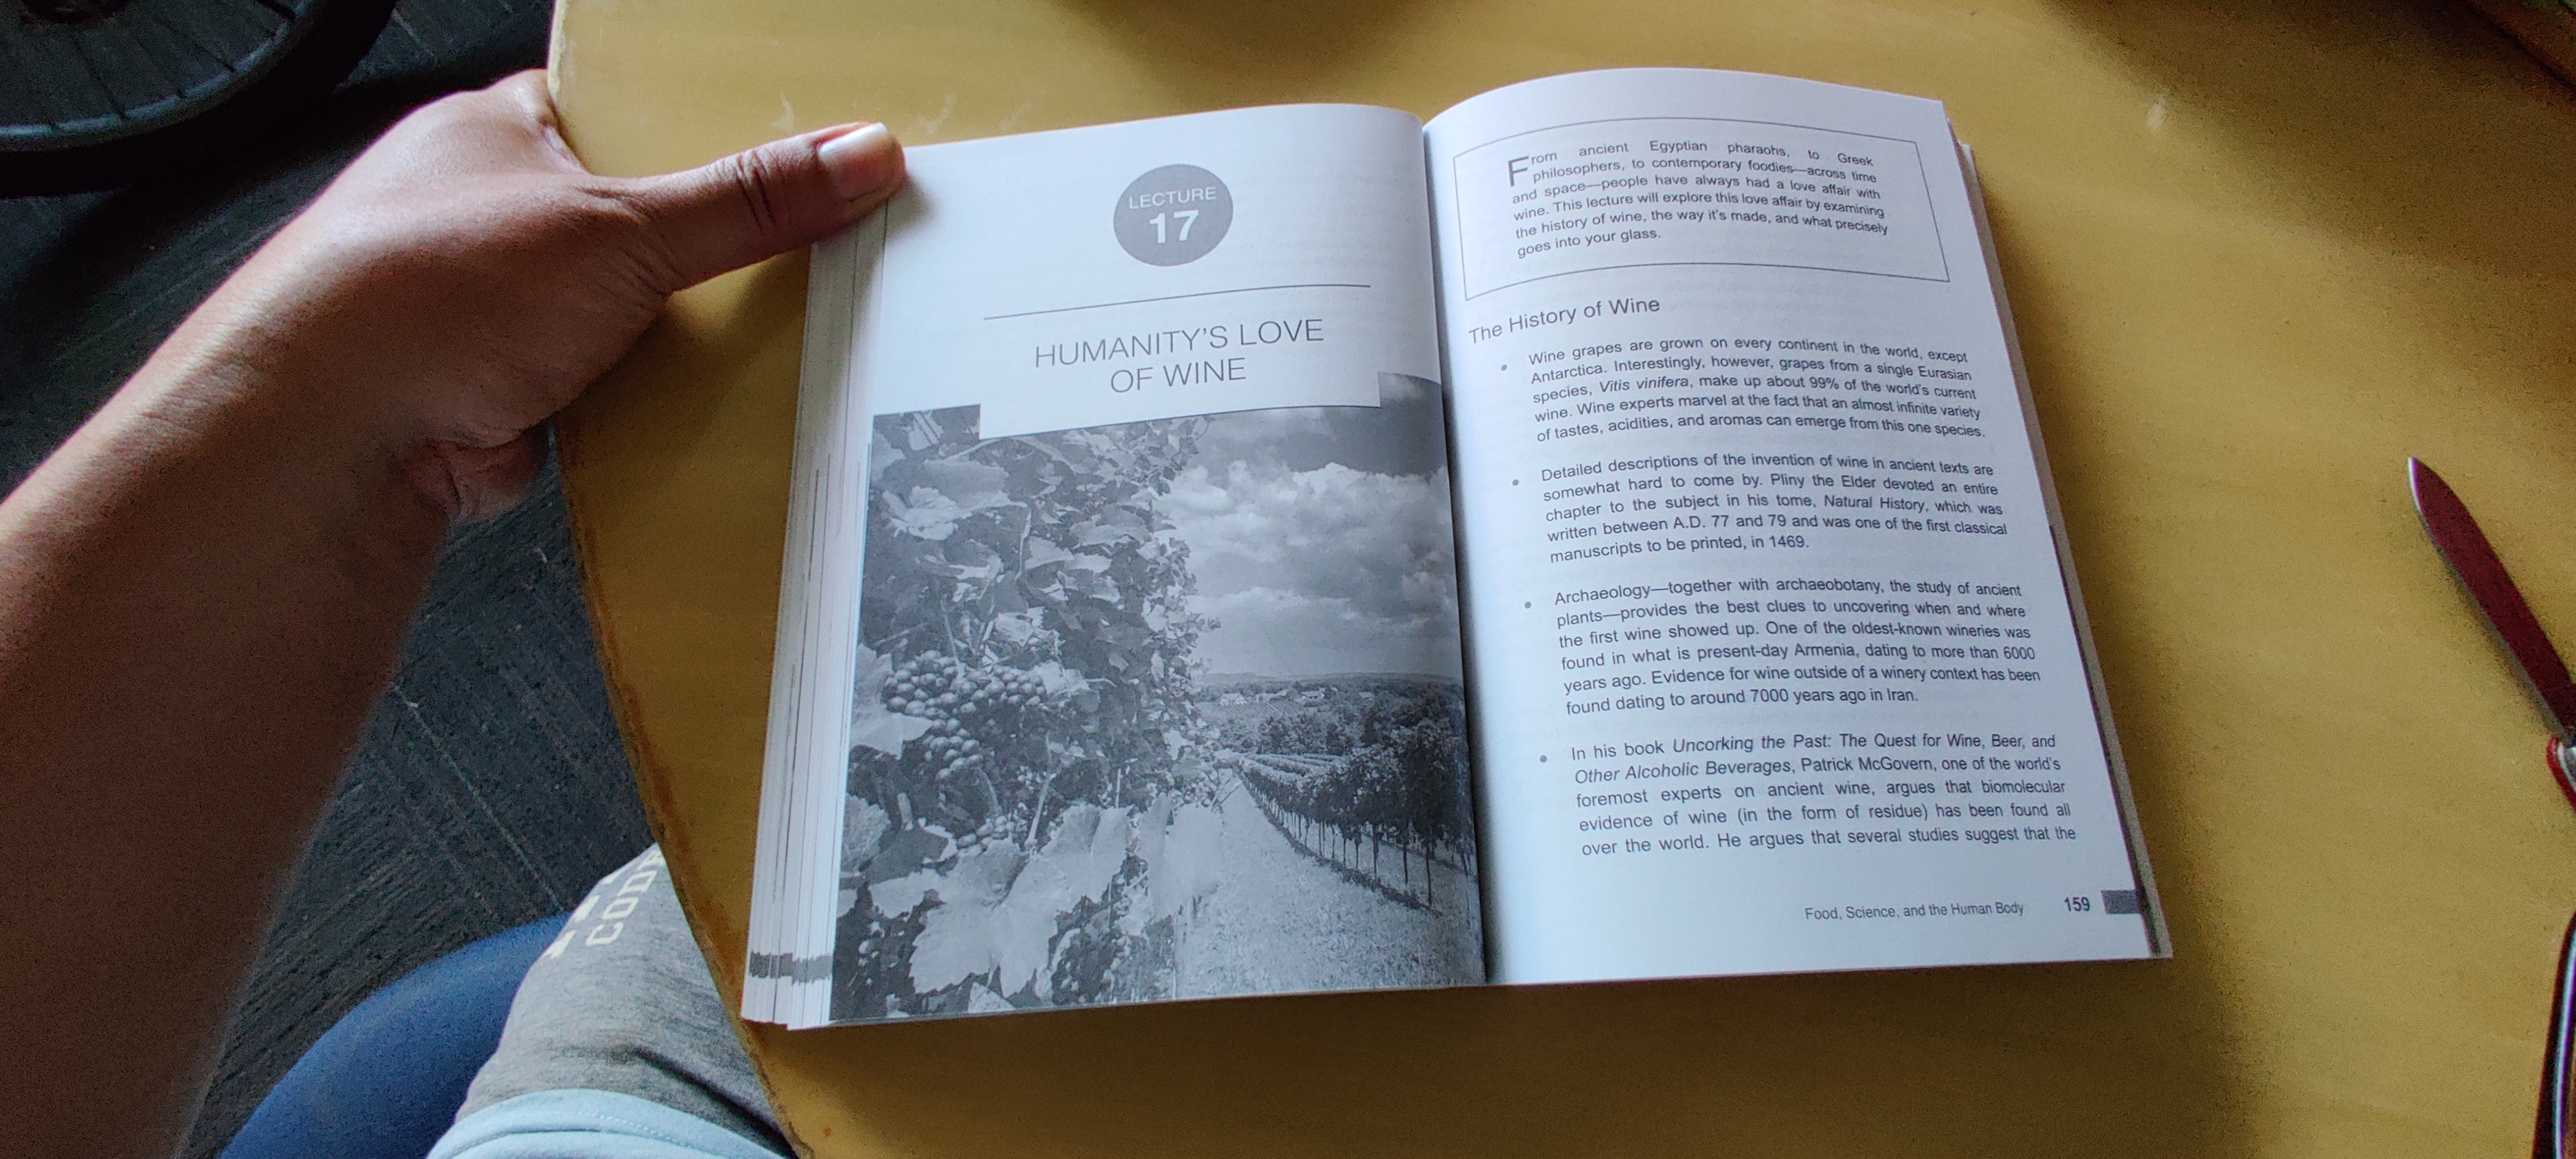 LECTURE
17
HUMANITY'S LOVE
OF WINE
From ancient Egyptian pharaohs, to Greek
philosophers, to contemporary foodies—across time
and space—people have always had a love affair with
wine. This lecture will explore this love affair by examining
the history of wine, the way it's made, and what precisely
goes into your glass.
The History of Wine
• Wine grapes are grown on every continent in the world, except
Antarctica. Interestingly, however, grapes from a single Eurasian
species, Vitis vinifera, make up about 99% of the world's current
wine. Wine experts marvel at the fact that an almost infinite variety
of tastes, acidities, and aromas can emerge from this one species.
• Detailed descriptions of the invention of wine in ancient texts are
somewhat hard to come by. Pliny the Elder devoted an entire
chapter to the subject in his tome, Natural History, which was
written between A.D. 77 and 79 and was one of the first classical
manuscripts to be printed, in 1469.
• Archaeology—together with archaeobotany, the study of ancient
plants—provides the best clues to uncovering when and where
the first wine showed up. One of the oldest-known wineries was
found in what is present-day Armenia, dating to more than 6000
years ago. Evidence for wine outside of a winery context has been
found dating to around 7000 years ago in Iran.
• In his book Uncorking the Past: The Quest for Wine, Beer, and
Other Alcoholic Beverages, Patrick McGovern, one of the world's
foremost experts on ancient wine, argues that biomolecular
evidence of wine (in the form of residue) has been found all
over the world. He argues that several studies suggest that the
Food, Science, and the Human Body 159